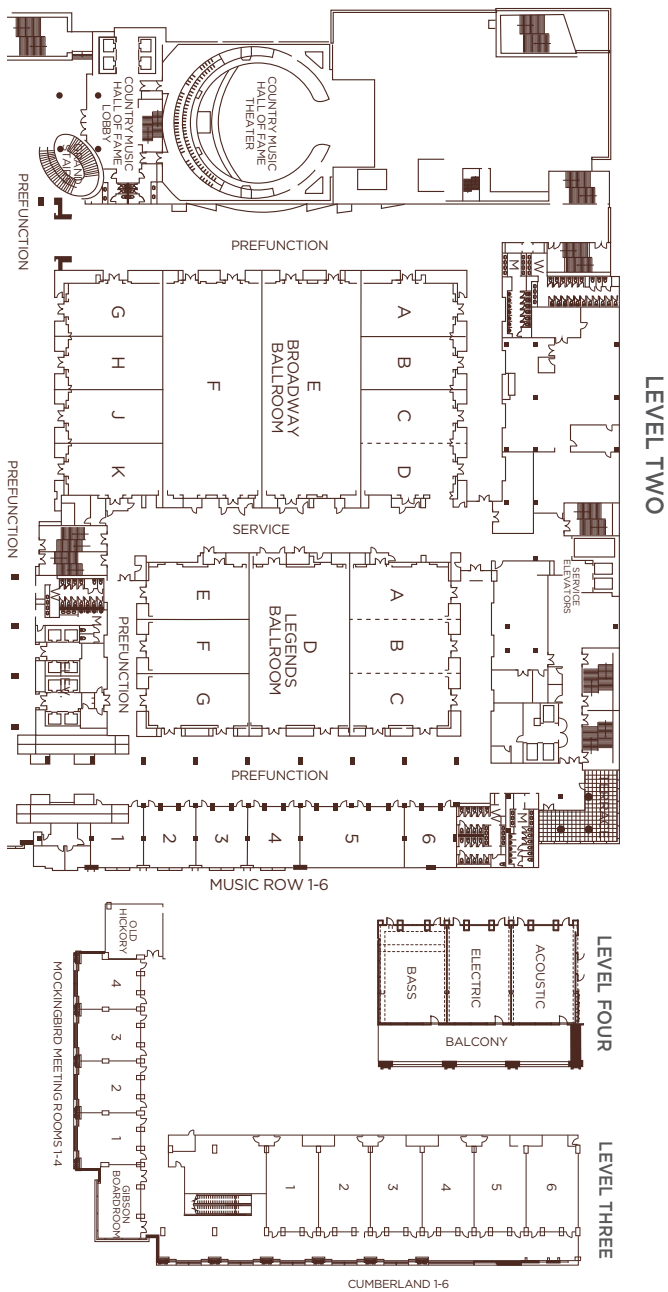 LEVEL TWO
COUNTRY MUSIC
HALL OF FAME
LOBBY
COUNTRY MUSIC
HALL OF FAME
THEATER
GRAND
STAIR
PREFUNCTION
PREFUNCTION
M
W
G
H
J
K
F
E
BROADWAY
BALLROOM
A
B
C
D
PREFUNCTION
SERVICE
SERVICE
ELEVATORS
W
M
PREFUNCTION
E
F
G
D
LEGENDS
BALLROOM
A
B
C
PREFUNCTION
TERRACE
1
2
3
4
5
6
W
M
MUSIC ROW 1-6
LEVEL FOUR
BASS
ELECTRIC
ACOUSTIC
BALCONY
OLD
HICKORY
4
3
2
1
GIBSON
BOARDROOM
MOCKINGBIRD MEETING ROOMS 1-4
LEVEL THREE
1
2
3
4
5
6
CUMBERLAND 1-6